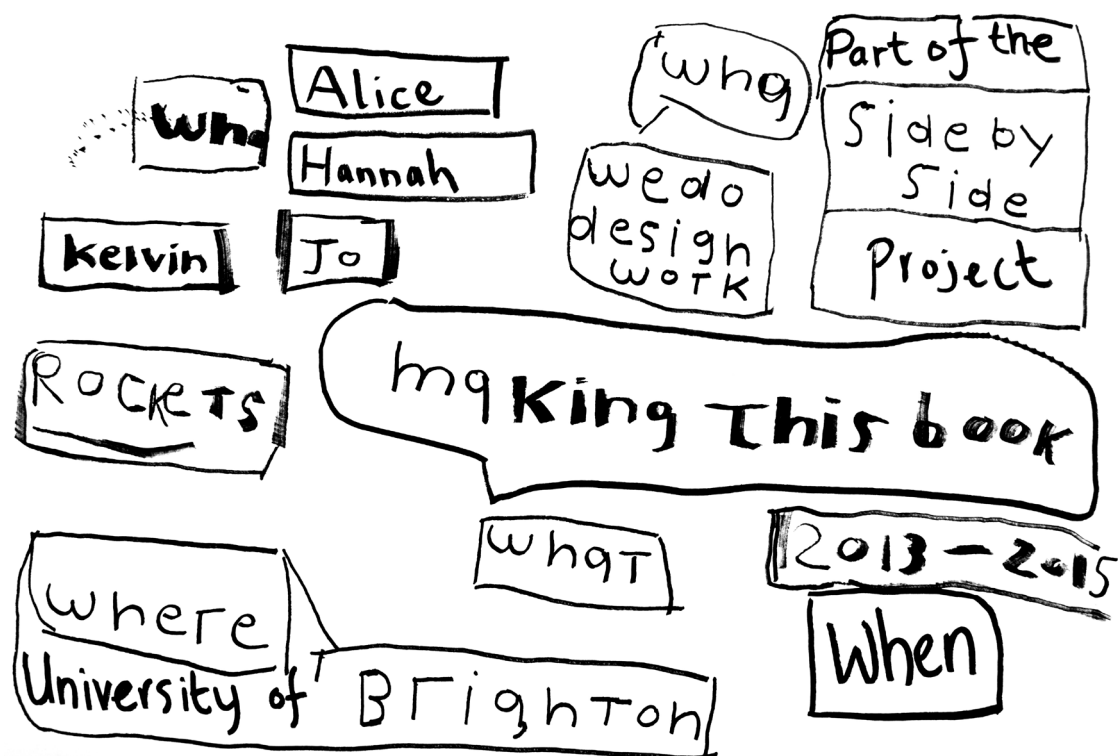 Who
Alice
Hannah
Kelvin
Jo
ROCKETS
why
we do
design
work
Part of the
Side by
Side
Project
making This book
what
2013 - 2015
When
where
University of Brighton